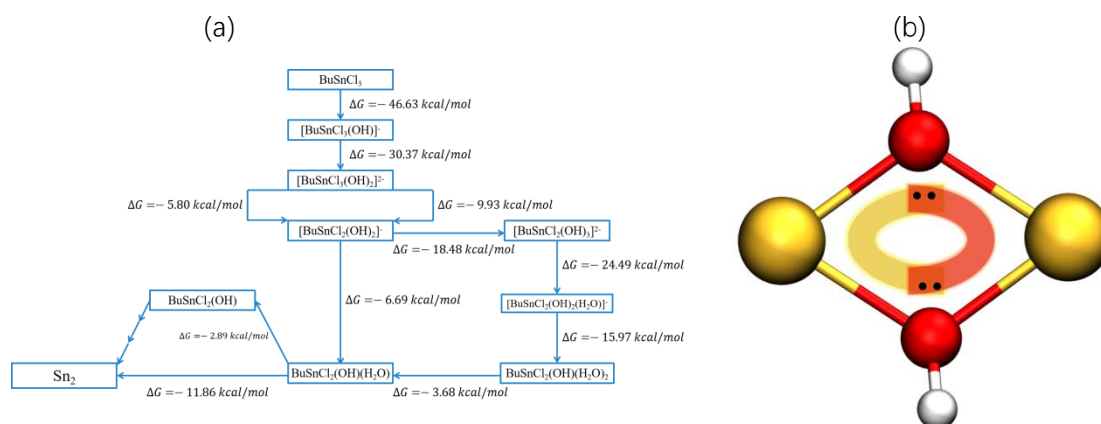 (a)
(b)
BuSnCl₃
ΔG =− 46.63 kcal/mol
[BuSnCl₃(OH)]⁻
ΔG =− 30.37 kcal/mol
[BuSnCl₃(OH)₂]²⁻
ΔG =− 5.80 kcal/mol
ΔG =− 9.93 kcal/mol
[BuSnCl₂(OH)₂]⁻
[BuSnCl₂(OH)₃]²⁻
ΔG =− 18.48 kcal/mol
ΔG =− 24.49 kcal/mol
BuSnCl₂(OH)
ΔG =− 6.69 kcal/mol
[BuSnCl₂(OH)₂(H₂O)]⁻
ΔG =− 2.89 kcal/mol
ΔG =− 15.97 kcal/mol
Sn₂
BuSnCl₂(OH)(H₂O)
BuSnCl₂(OH)(H₂O)₂
ΔG =− 11.86 kcal/mol
ΔG =− 3.68 kcal/mol